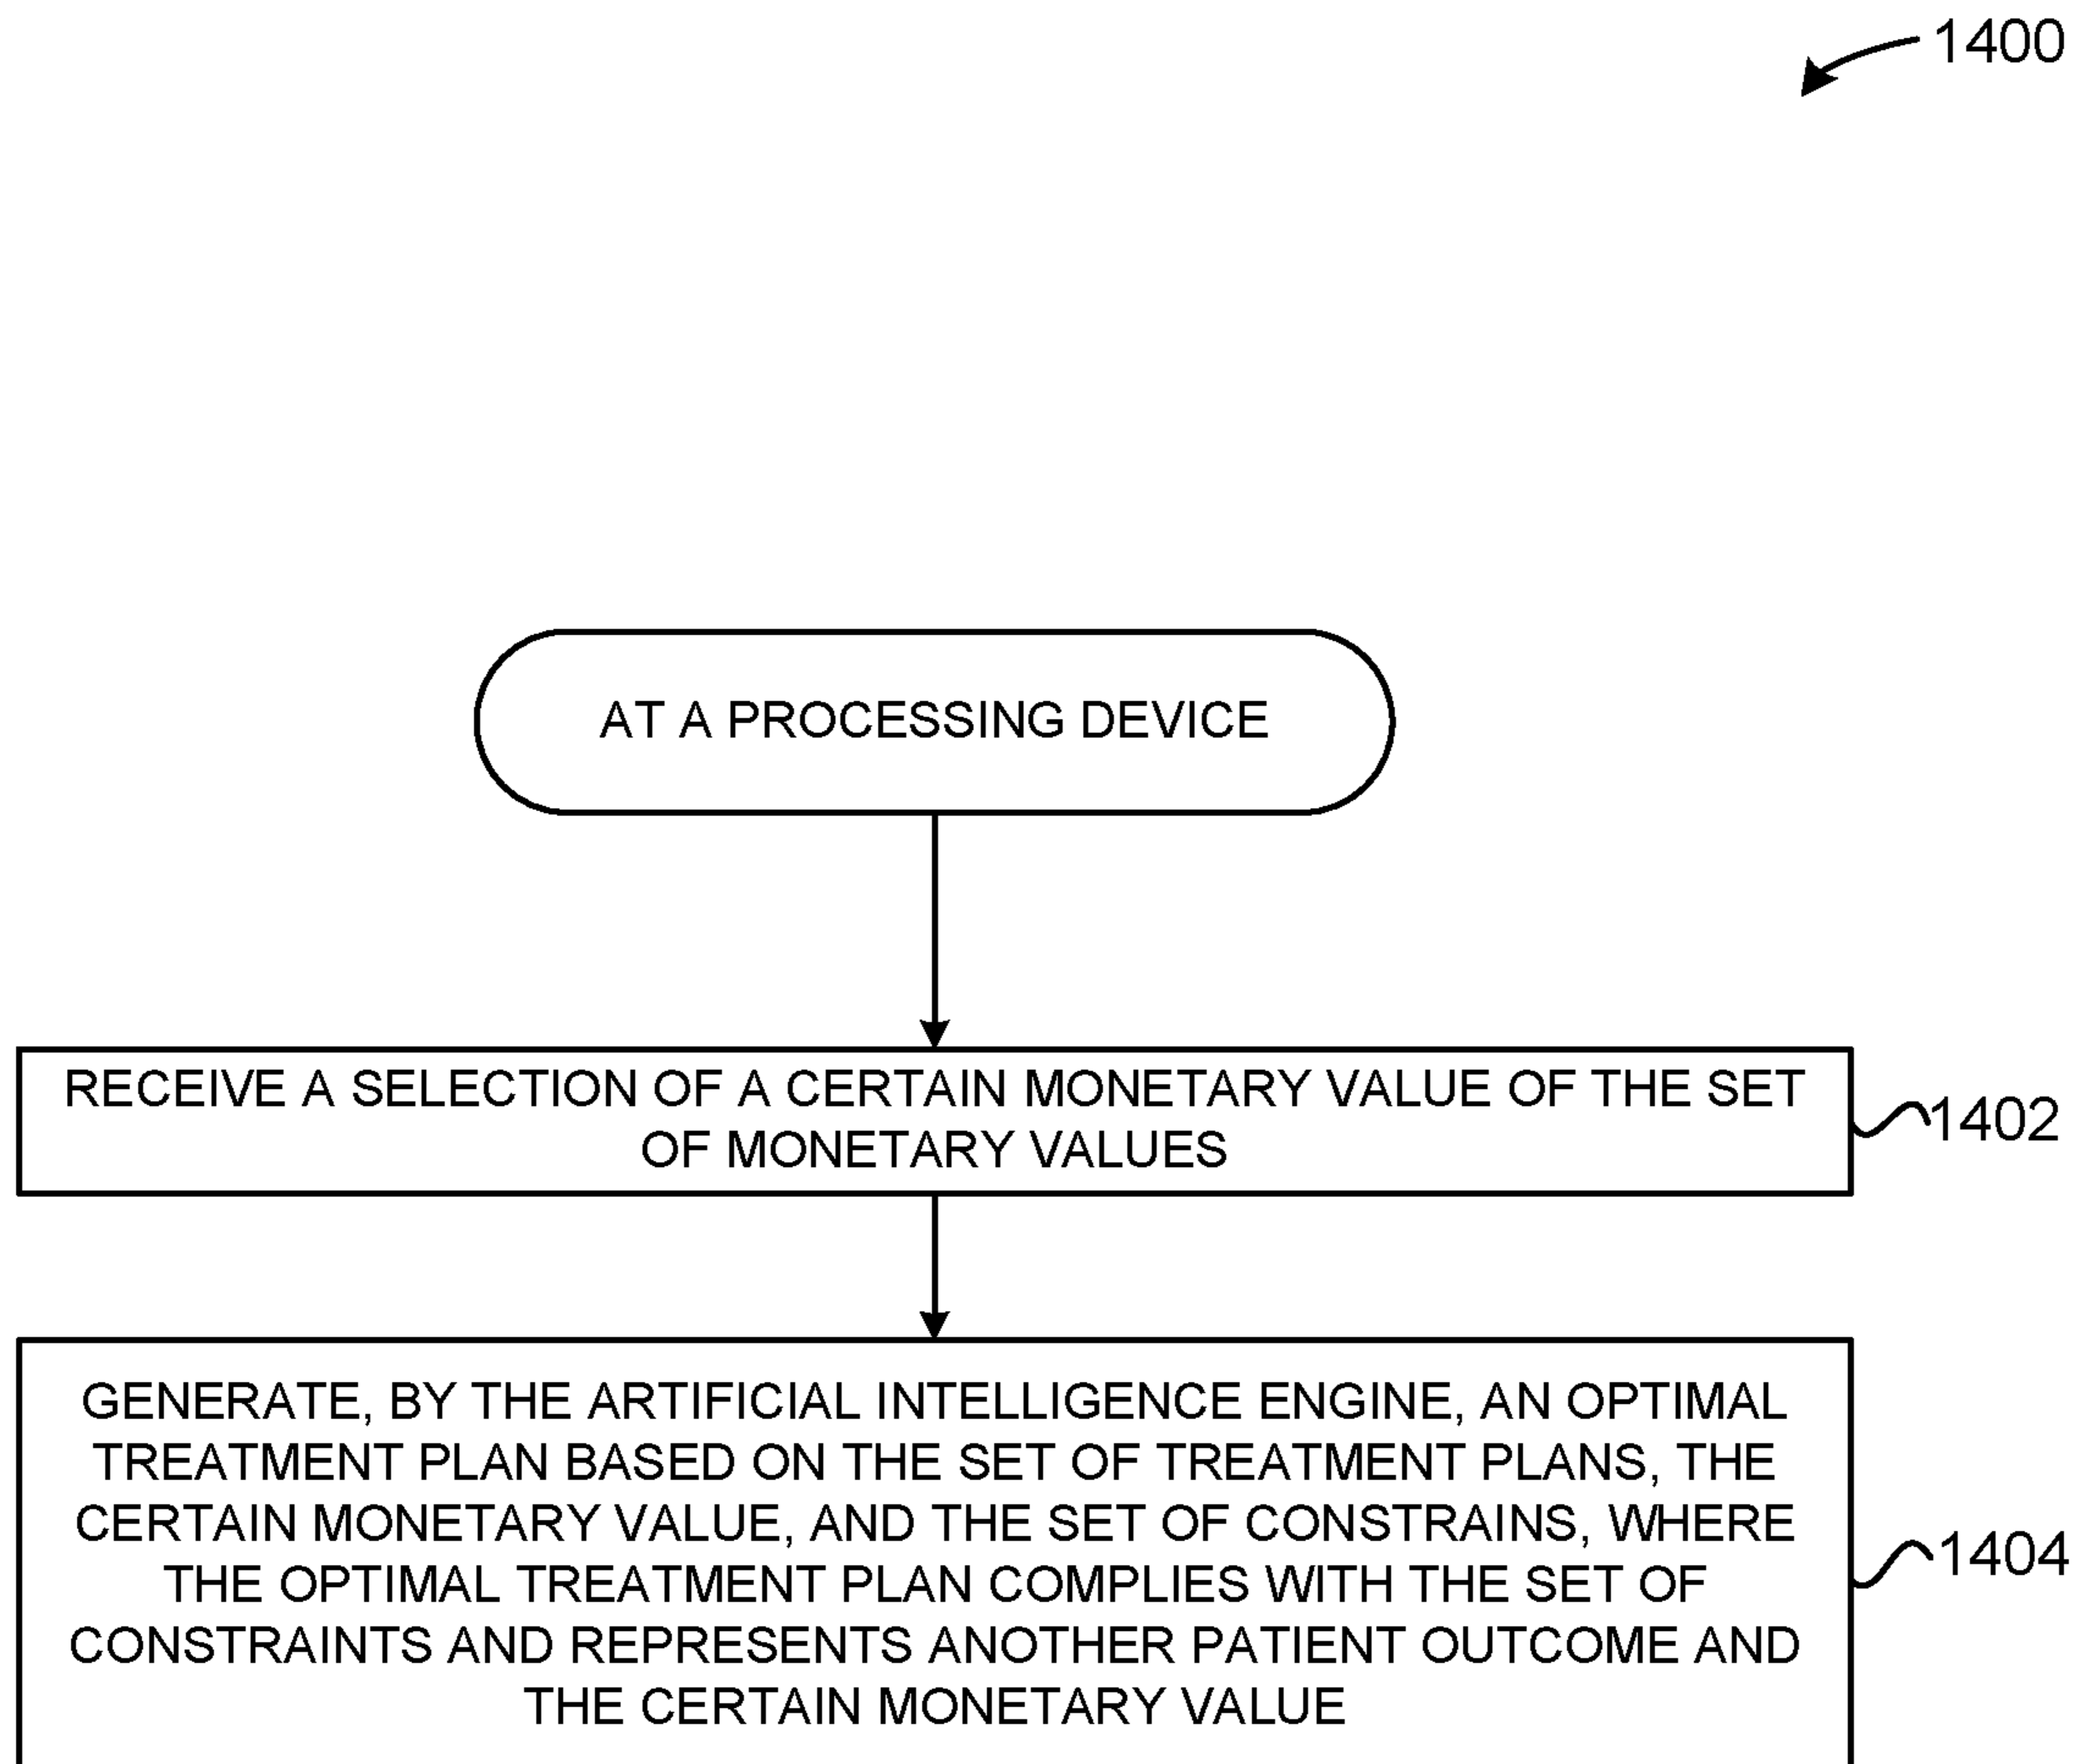 1400
AT A PROCESSING DEVICE
RECEIVE A SELECTION OF A CERTAIN MONETARY VALUE OF THE SET
OF MONETARY VALUES
1402
GENERATE, BY THE ARTIFICIAL INTELLIGENCE ENGINE, AN OPTIMAL
TREATMENT PLAN BASED ON THE SET OF TREATMENT PLANS, THE
CERTAIN MONETARY VALUE, AND THE SET OF CONSTRAINS, WHERE
THE OPTIMAL TREATMENT PLAN COMPLIES WITH THE SET OF
CONSTRAINTS AND REPRESENTS ANOTHER PATIENT OUTCOME AND
THE CERTAIN MONETARY VALUE
1404